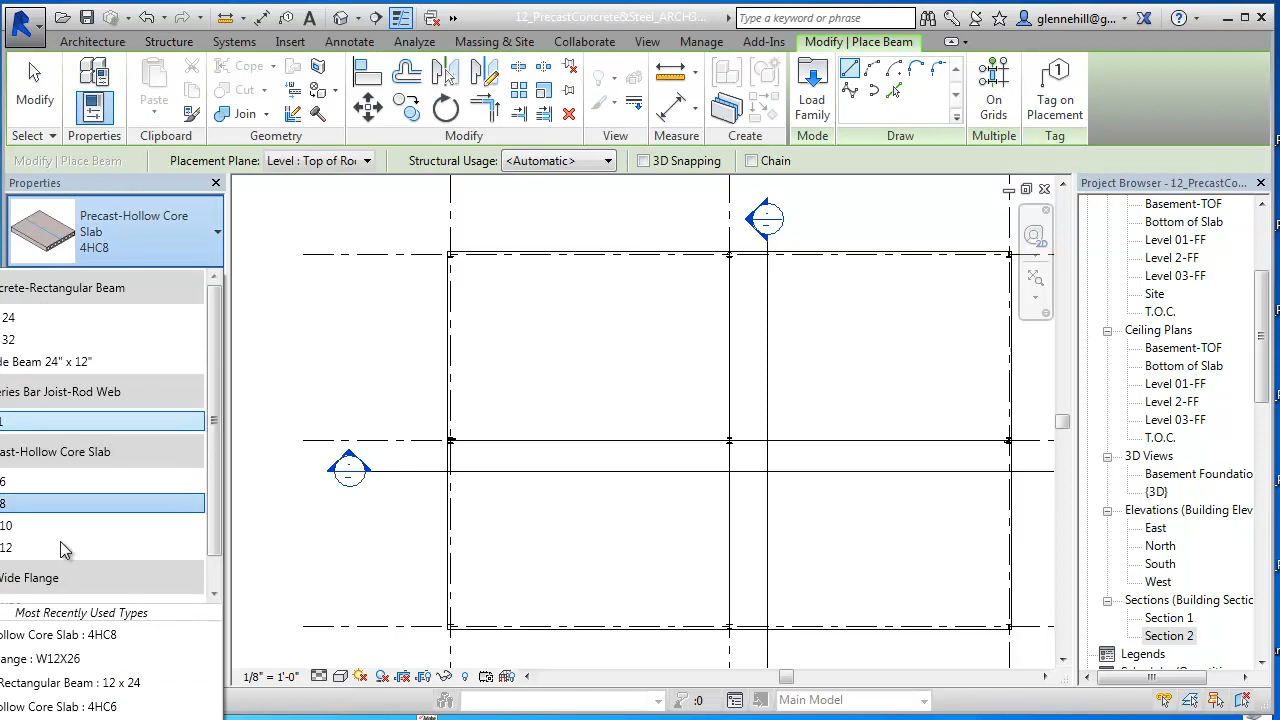 12_PrecastConcrete&Steel_ARCH3...
Type a keyword or phrase
glennehill@g...
Architecture Structure Systems Insert Annotate Analyze Massing & Site Collaborate View Manage Add-Ins Modify | Place Beam
Modify
Paste
Cope
Cut
Join
Load Family
On Grids
Tag on Placement
Select Properties Clipboard Geometry Modify View Measure Create Mode Draw Multiple Tag
Modify | Place Beam Placement Plane: Level : Top of Roo Structural Usage: <Automatic> 3D Snapping Chain
Properties
Precast-Hollow Core
Slab
4HC8
crete-Rectangular Beam
24
32
de Beam 24" x 12"
eries Bar Joist-Rod Web
1
ast-Hollow Core Slab
6
8
10
12
Wide Flange
Most Recently Used Types
ollow Core Slab : 4HC8
ange : W12X26
Rectangular Beam : 12 x 24
ollow Core Slab : 4HC6
2D
Project Browser - 12_PrecastCo...
Basement-TOF
Bottom of Slab
Level 01-FF
Level 2-FF
Level 03-FF
Site
T.O.C.
Ceiling Plans
Basement-TOF
Bottom of Slab
Level 01-FF
Level 2-FF
Level 03-FF
T.O.C.
3D Views
Basement Foundatio
{3D}
Elevations (Building Elev
East
North
South
West
Sections (Building Sectio
Section 1
Section 2
Legends
1/8" = 1'-0"
:0
Main Model